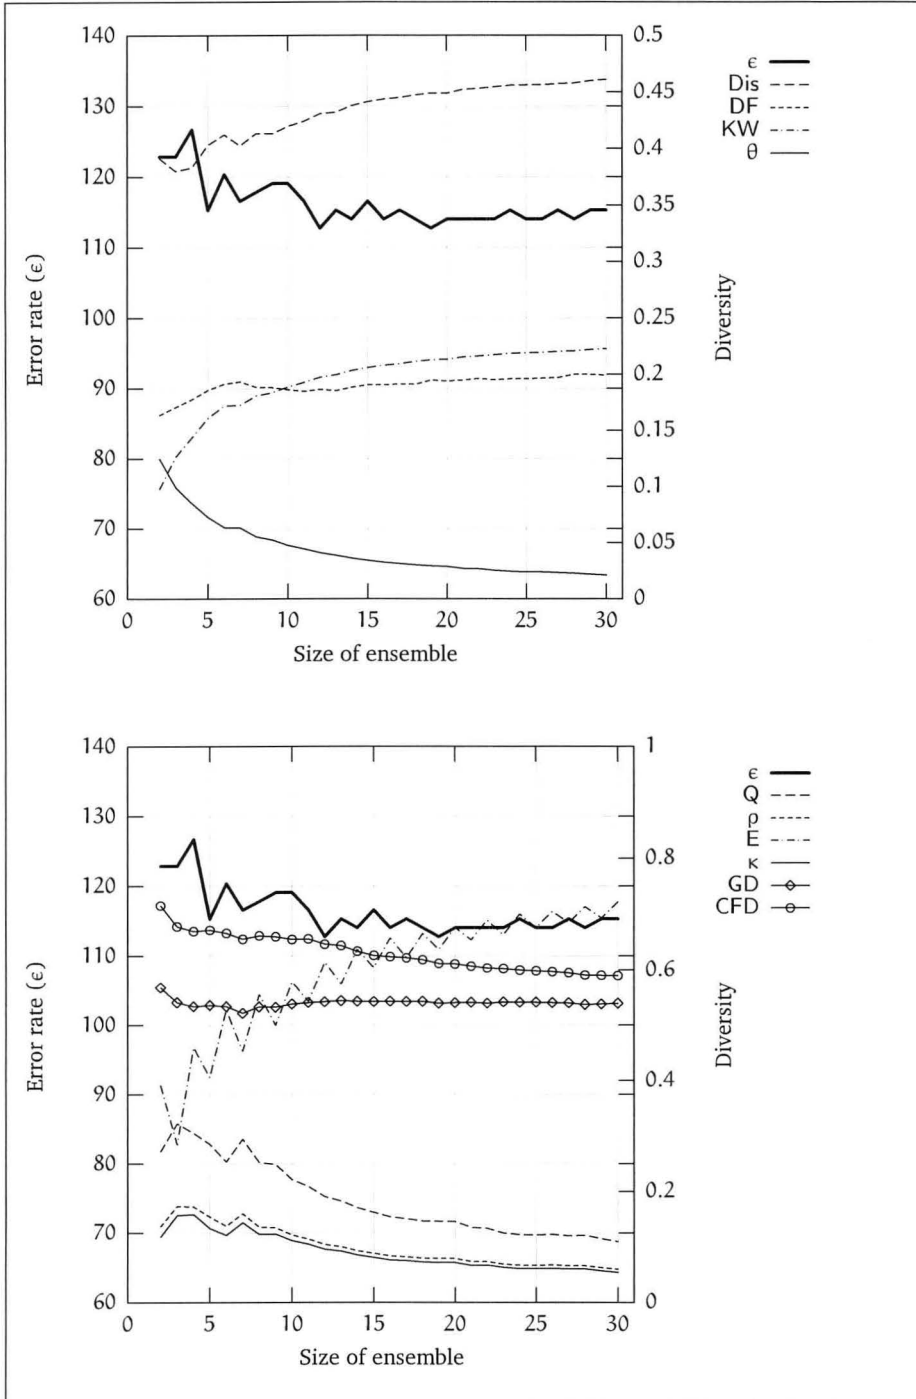 140
130
120
110
100
90
80
70
60
0.5
0.45
0.4
0.35
0.3
0.25
0.2
0.15
0.1
0.05
0
0 5 10 15 20 25 30
Error rate (ϵ)
Diversity
Size of ensemble
ϵ
Dis
DF
KW
θ
140
130
120
110
100
90
80
70
60
1
0.8
0.6
0.4
0.2
0
0 5 10 15 20 25 30
Error rate (ϵ)
Diversity
Size of ensemble
ϵ
Q
ρ
E
κ
GD
CFD